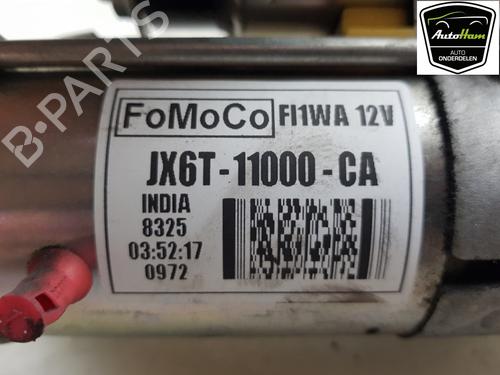 AutoHam
AUTO
ONDERDELEN
B-PARTS
FoMoCo FI1WA 12V
JX6T-11000-CA
INDIA
8325
03:52:17
0972